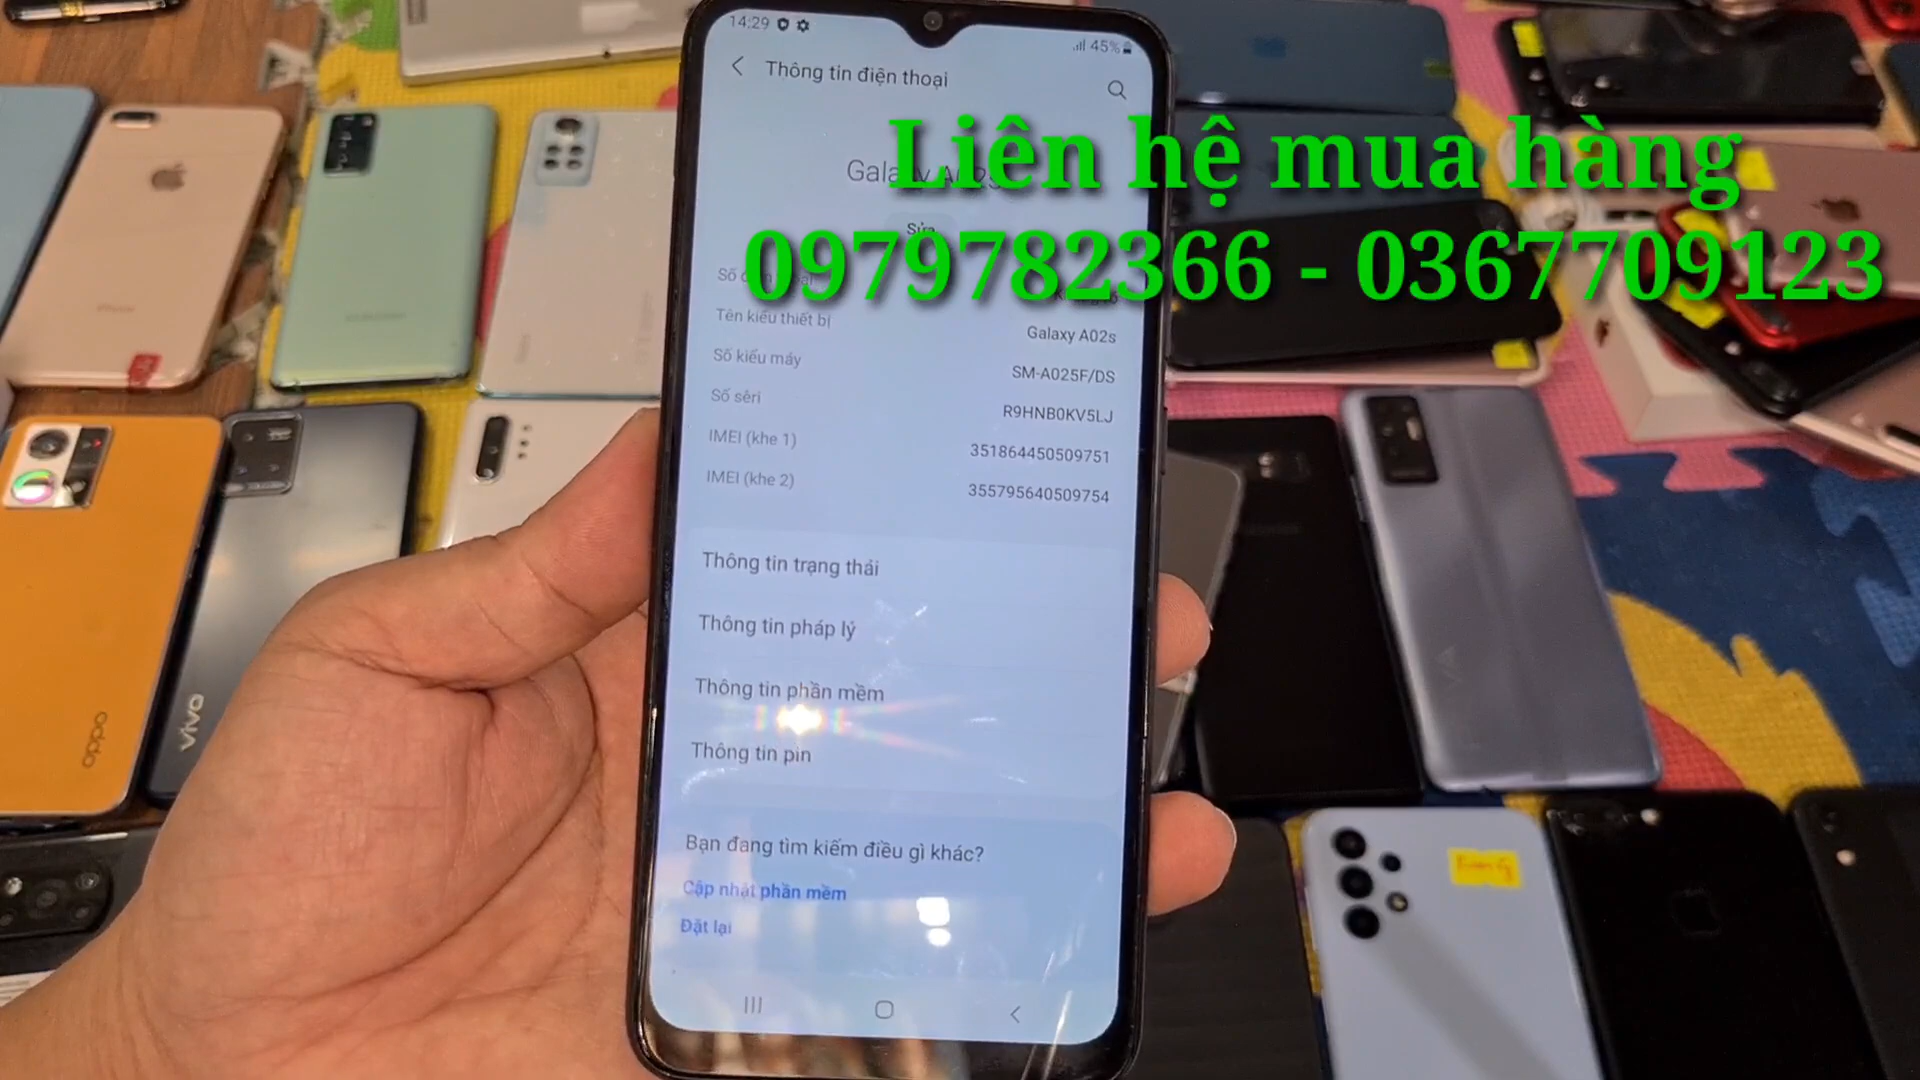 14:29
45%
Thông tin điện thoại
Liên hệ mua hàng
0979782366 - 0367709123
Tên kiểu thiết bị
Galaxy A02s
Số kiểu máy
SM-A025F/DS
Số sêri
R9HNB0KV5LJ
IMEI (khe 1)
351864450509751
IMEI (khe 2)
355795640509754
Thông tin trạng thái
Thông tin pháp lý
Thông tin phần mềm
Thông tin pin
Bạn đang tìm kiếm điều gì khác?
Cập nhật phần mềm
Đặt lại
oppo
vivo